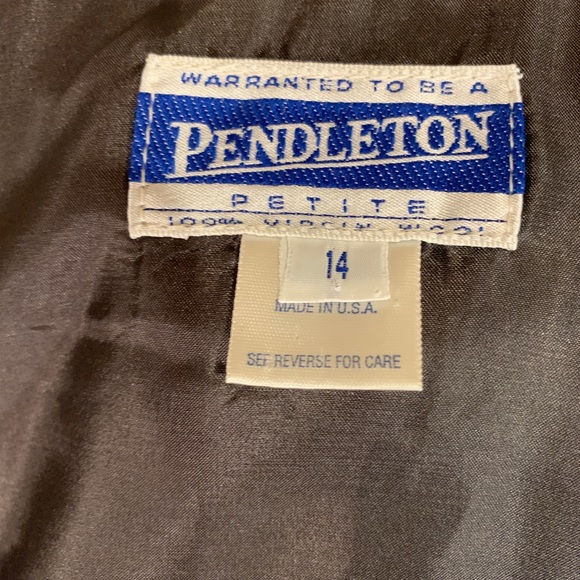 WARRANTED TO BE A
PENDLETON
PETITE
100% VIRGIN WOOL
14
MADE IN U.S.A.
SEE REVERSE FOR CARE